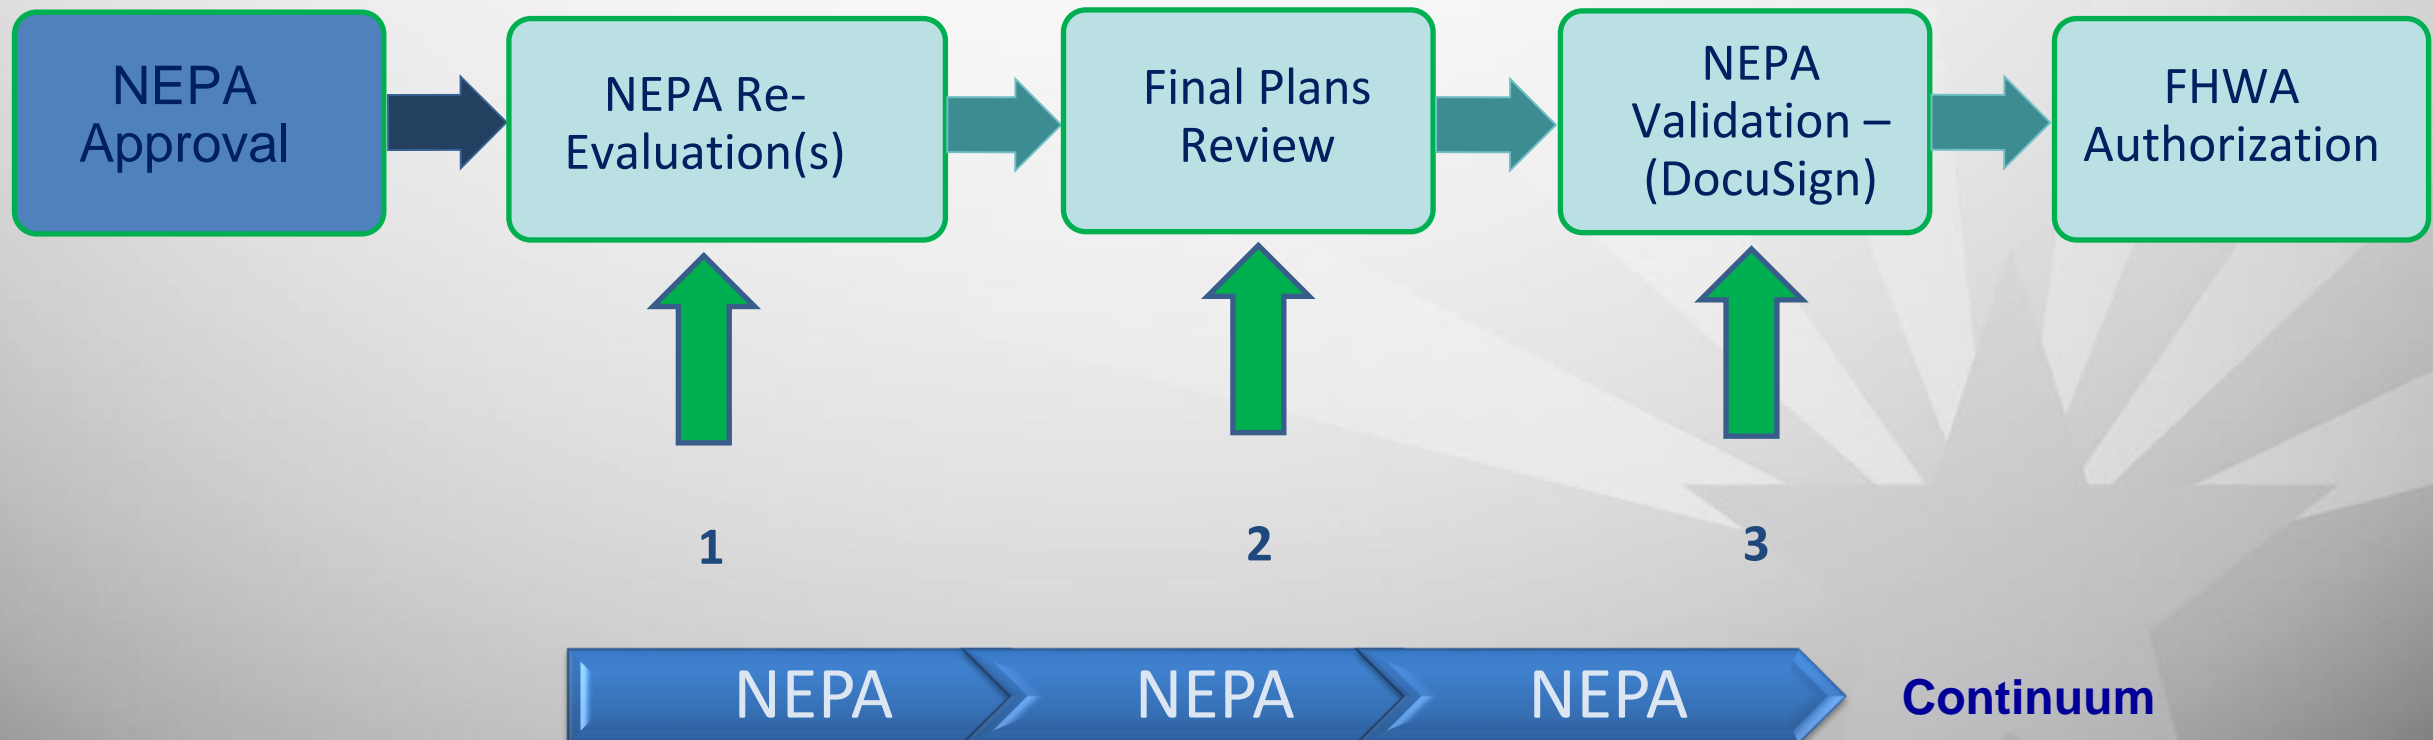 NEPA
Approval
NEPA Re-
Evaluation(s)
Final Plans
Review
NEPA
Validation –
(DocuSign)
FHWA
Authorization
1
2
3
NEPA
NEPA
NEPA
Continuum